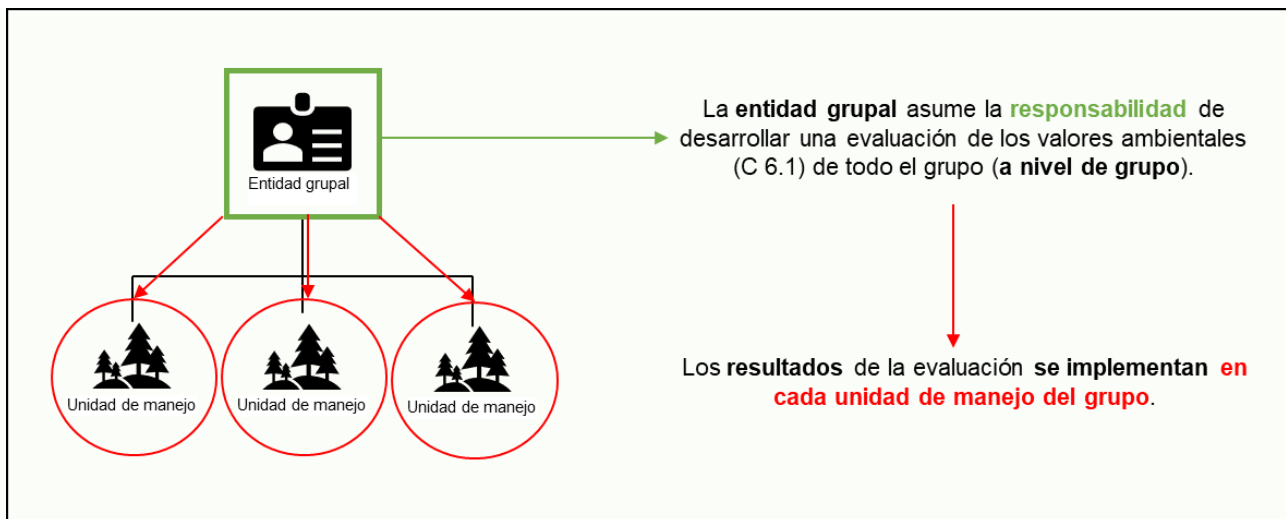 Entidad grupal
Unidad de manejo
Unidad de manejo
Unidad de manejo
La entidad grupal asume la responsabilidad de
desarrollar una evaluación de los valores ambientales
(C 6.1) de todo el grupo (a nivel de grupo).
Los resultados de la evaluación se implementan en
cada unidad de manejo del grupo.